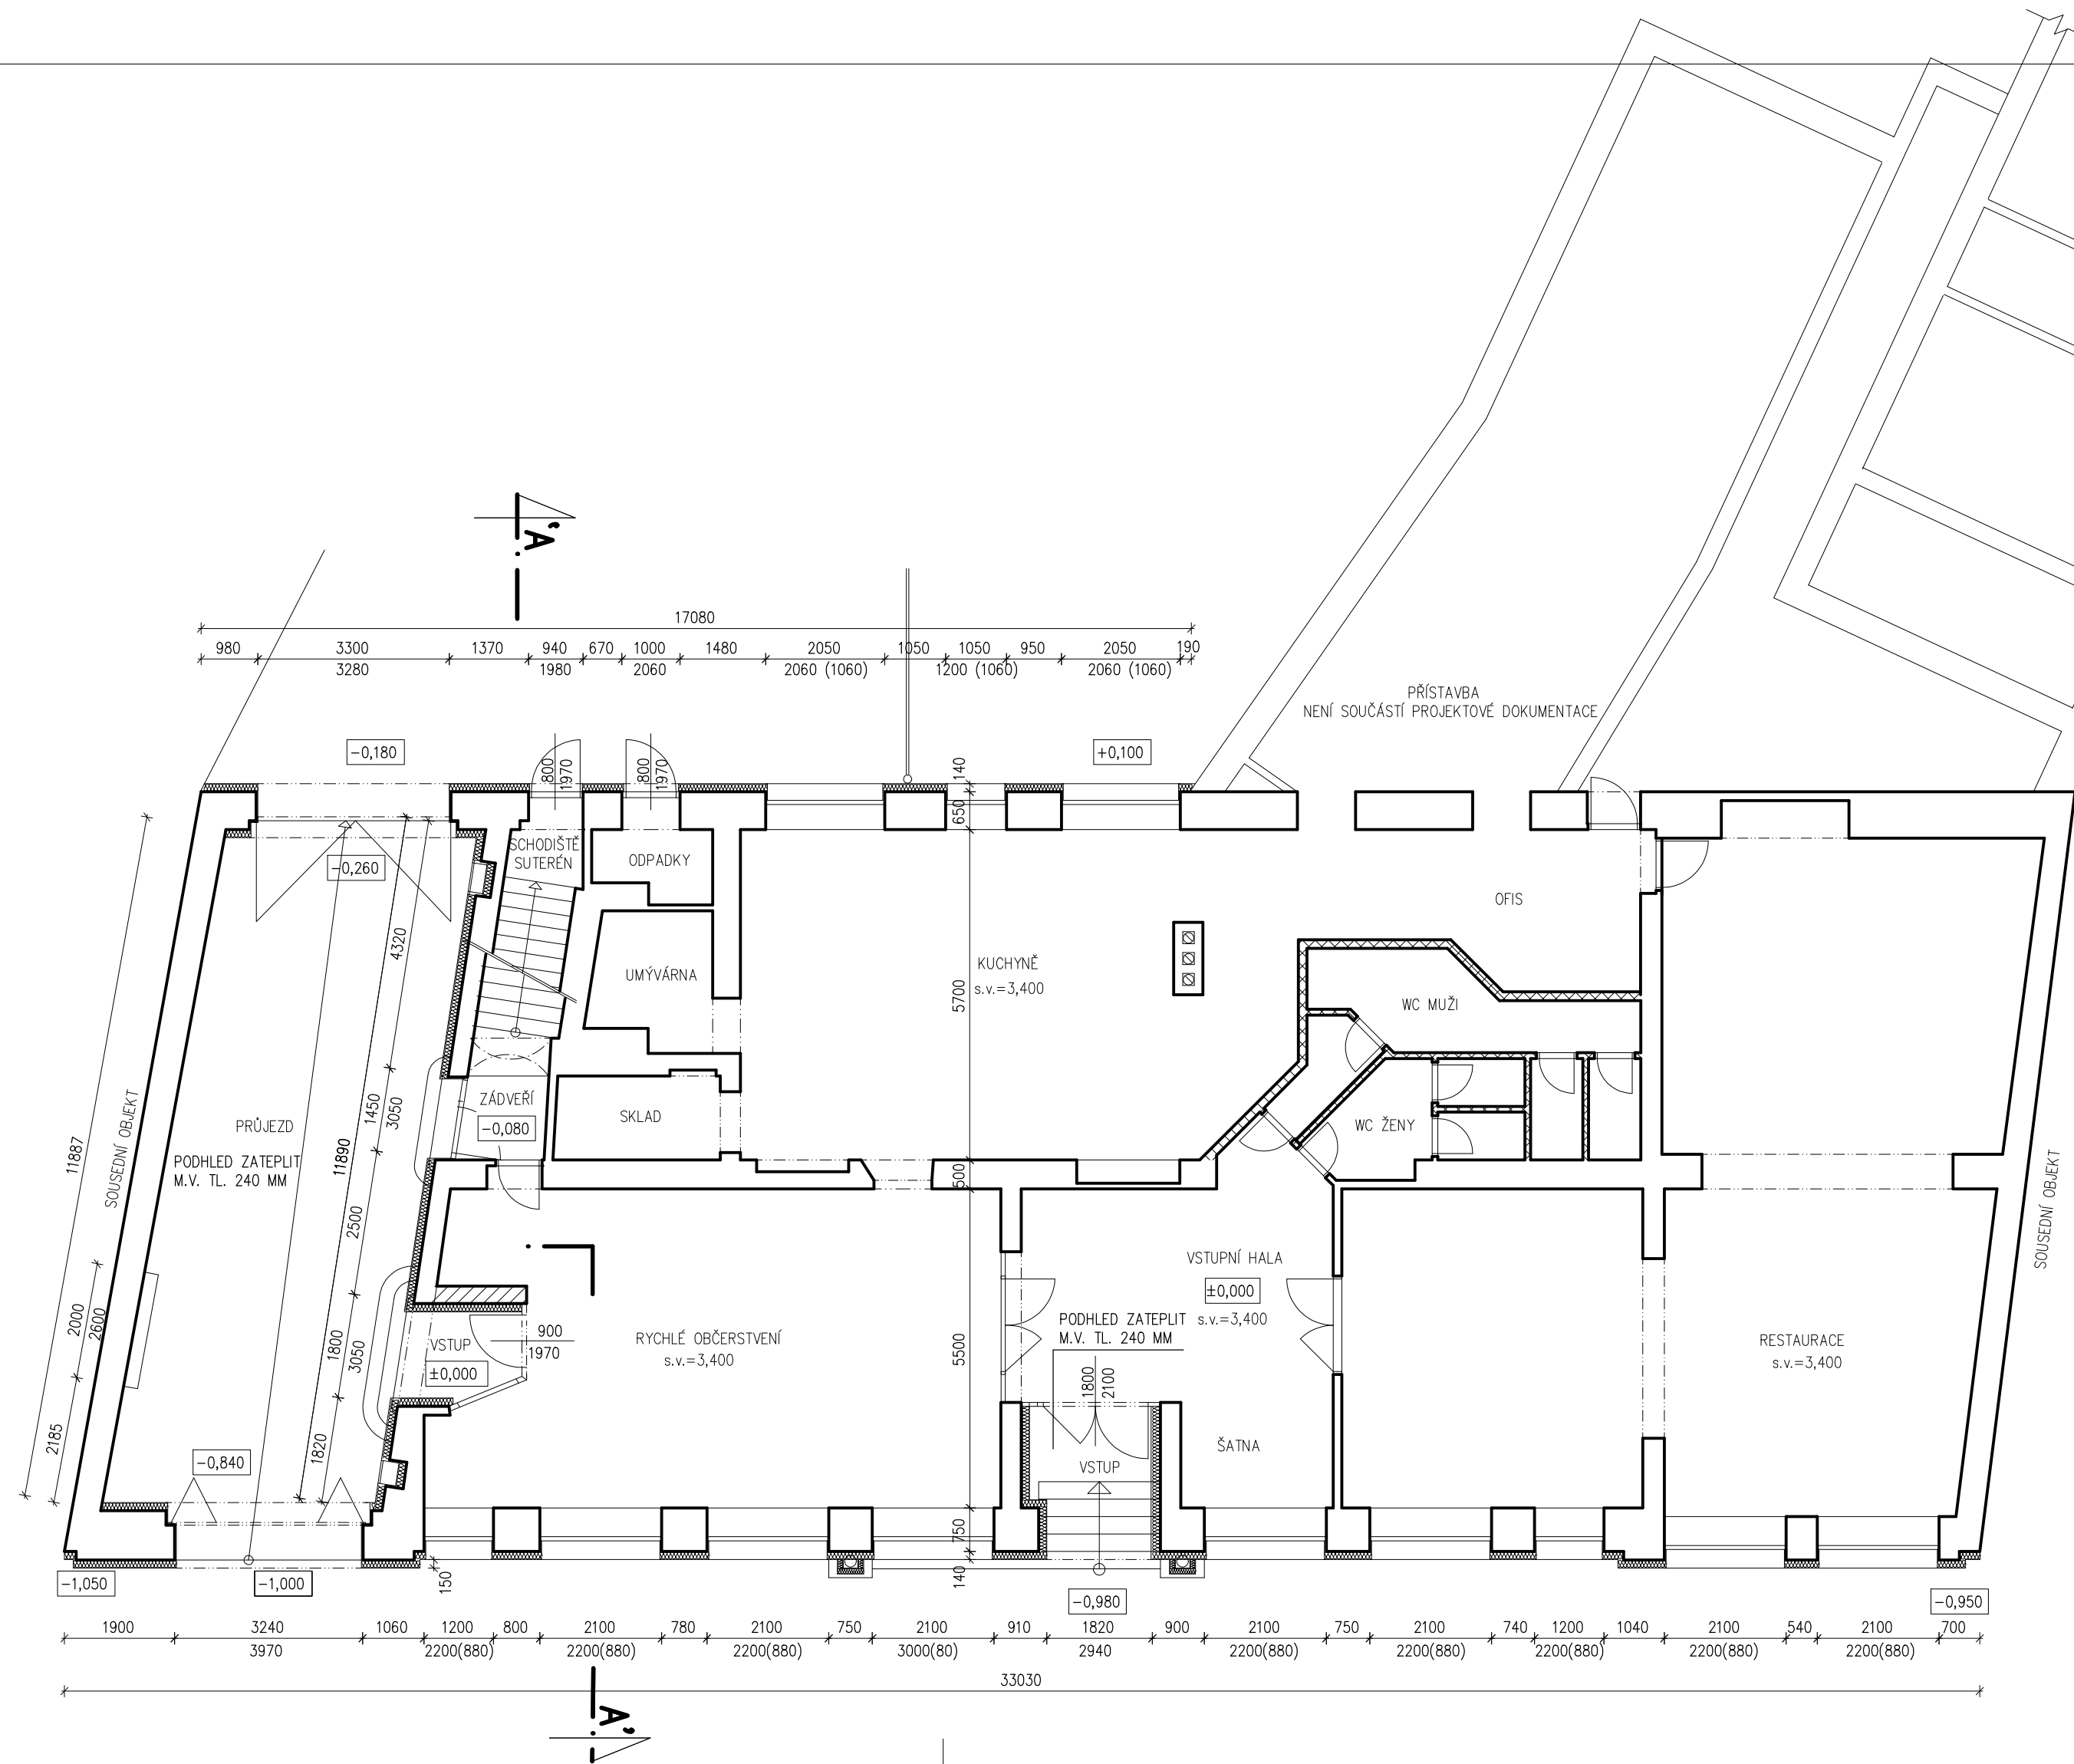 A'
17080
980 3300 1370 940 670 1000 1480 2050 1050 1050 950 2050 190
3280 1980 2060 2060 (1060) 1200 (1060) 2060 (1060)
PŘÍSTAVBA
NENÍ SOUČÁSTÍ PROJEKTOVÉ DOKUMENTACE
-0,180
+0,100
800
1970
800
1970
140
650
SCHODIŠTĚ
SUTERÉN
ODPADKY
-0,260
OFIS
4320
UMÝVÁRNA
KUCHYNĚ
s.v.=3,400
5700
WC MUŽI
ZÁDVEŘÍ
-0,080
SKLAD
WC ŽENY
PRŮJEZD
PODHLED ZATEPLIT
M.V. TL. 240 MM
SOUSEDNÍ OBJEKT
11887
11890
1450
3050
500
SOUSEDNÍ OBJEKT
2500
VSTUPNÍ HALA
±0,000
s.v.=3,400
PODHLED ZATEPLIT
M.V. TL. 240 MM
2000
2600
1800
3050
VSTUP
±0,000
900
1970
RYCHLÉ OBČERSTVENÍ
s.v.=3,400
5500
RESTAURACE
s.v.=3,400
1800
2100
2185
1820
-0,840
ŠATNA
VSTUP
750
140
150
-1,050
-1,000
-0,980
-0,950
1900 3240 1060 1200 800 2100 780 2100 750 2100 910 1820 900 2100 750 2100 740 1200 1040 2100 540 2100 700
3970 2200(880) 2200(880) 2200(880) 3000(80) 2940 2200(880) 2200(880) 2200(880) 2200(880) 2200(880)
33030
A'